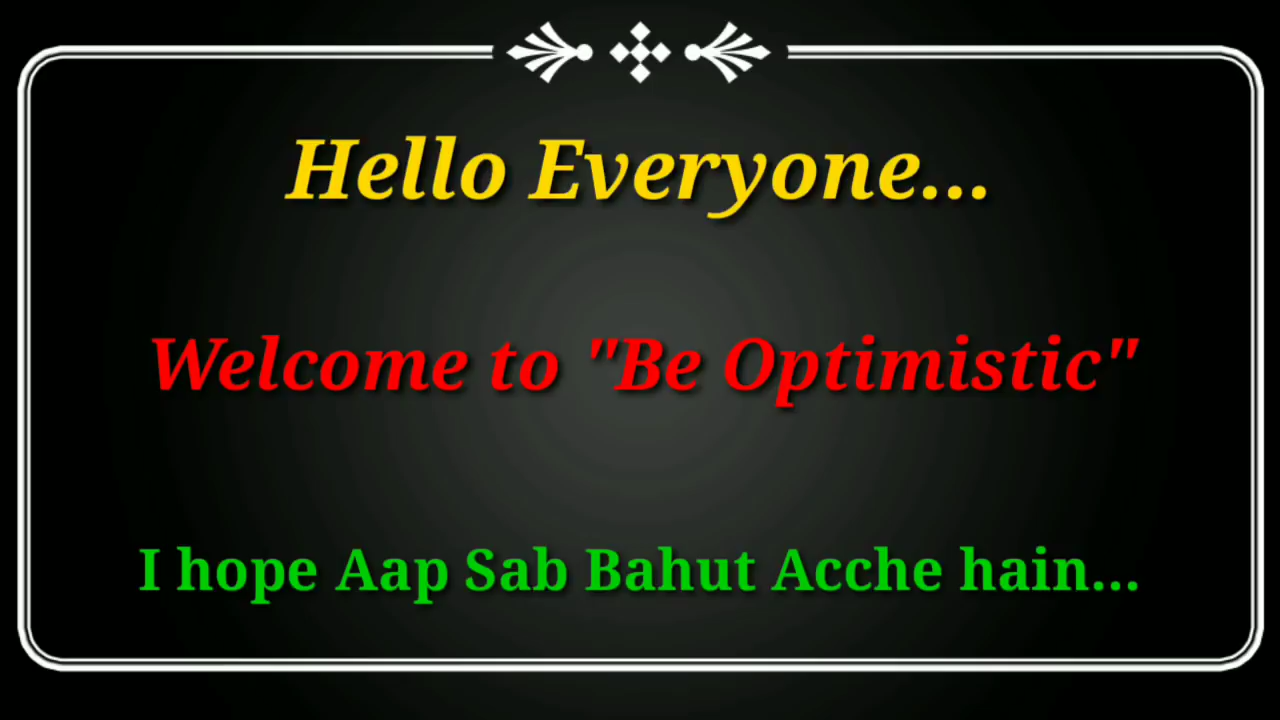 Hello Everyone...
Welcome to "Be Optimistic"
I hope Aap Sab Bahut Acche hain...